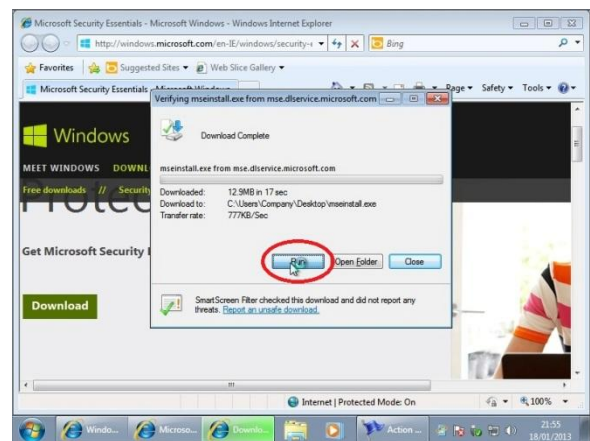 Microsoft Security Essentials - Microsoft Windows - Windows Internet Explorer
http://windows.microsoft.com/en-IE/windows/security-e
Bing
Favorites Suggested Sites Web Slice Gallery
Microsoft Security Essentials - Microsoft Windows Page Safety Tools
Verifying mseinstall.exe from mse.dlservice.microsoft.com
Windows
Download Complete
MEET WINDOWS DOWNL
mseinstall.exe from mse.dlservice.microsoft.com
Free downloads // Security
Protec
Downloaded: 12.9MB in 17 sec
Download to: C:\Users\Company\Desktop\mseinstall.exe
Transfer rate: 777KB/Sec
Get Microsoft Security
Run Open Folder Close
Download
SmartScreen Filter checked this download and did not report any
threats. Report an unsafe download.
Internet | Protected Mode: On 100%
Windo... Microso... Downlo... Action ... 21:55
18/01/2013